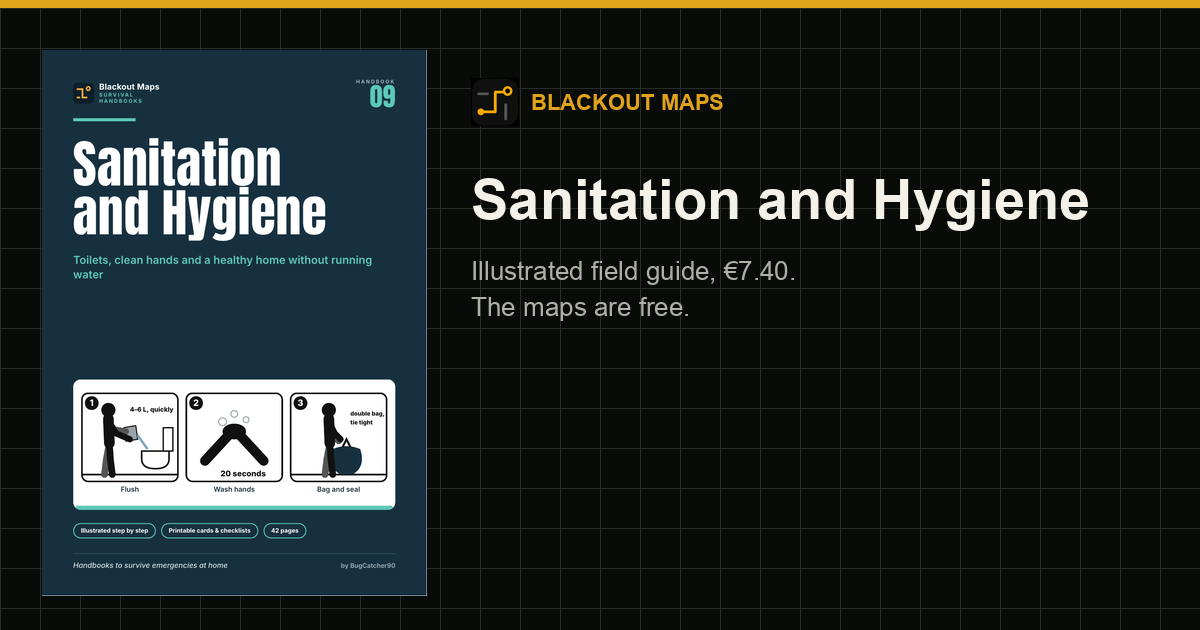 Blackout Maps
SURVIVAL
HANDBOOKS
HANDBOOK
09
Sanitation
and Hygiene
Toilets, clean hands and a healthy home without running
water
1
4–6 L, quickly
Flush
2
20 seconds
Wash hands
3
double bag,
tie tight
Bag and seal
Illustrated step by step
Printable cards & checklists
42 pages
Handbooks to survive emergencies at home
by BugCatcher90
BLACKOUT MAPS
Sanitation and Hygiene
Illustrated field guide, €7.40.
The maps are free.